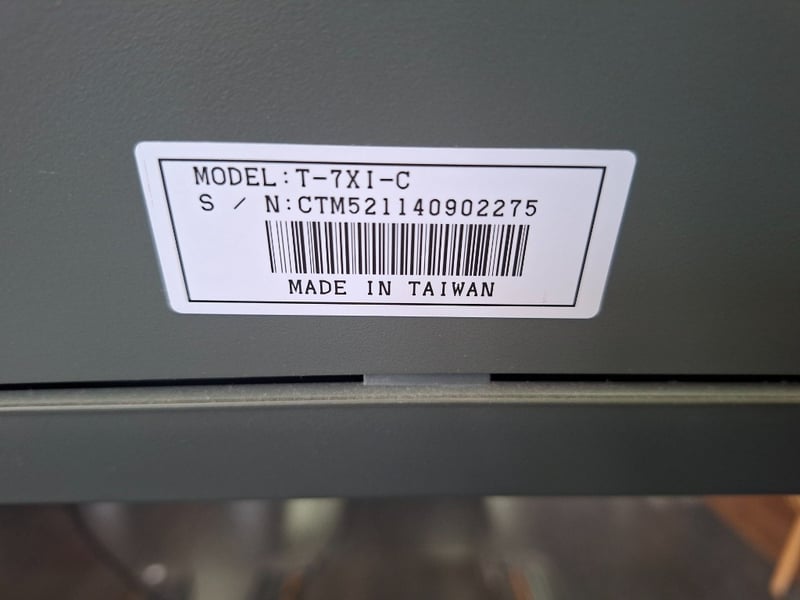 MODEL:T-7XI-C
S / N:CTM521140902275
MADE IN TAIWAN